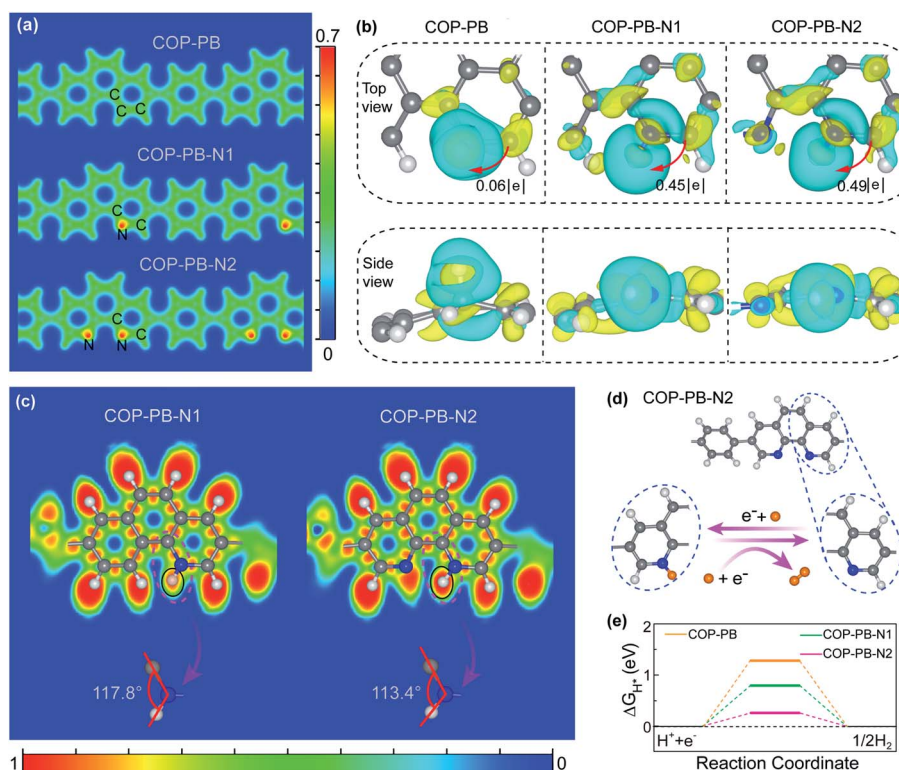 (a)
COP-PB
C
C
C
COP-PB-N1
C
C
N
COP-PB-N2
C
C
N
N
0.7
0
(b)
COP-PB
COP-PB-N1
COP-PB-N2
Top
view
0.06|e|
0.45|e|
0.49|e|
Side
view
(c)
COP-PB-N1
COP-PB-N2
117.8°
113.4°
1
0
(d)
COP-PB-N2
e⁻+
+ e⁻
(e)
2
1
0
ΔG_H* (eV)
COP-PB
COP-PB-N1
COP-PB-N2
H⁺+e⁻
1/2H₂
Reaction Coordinate